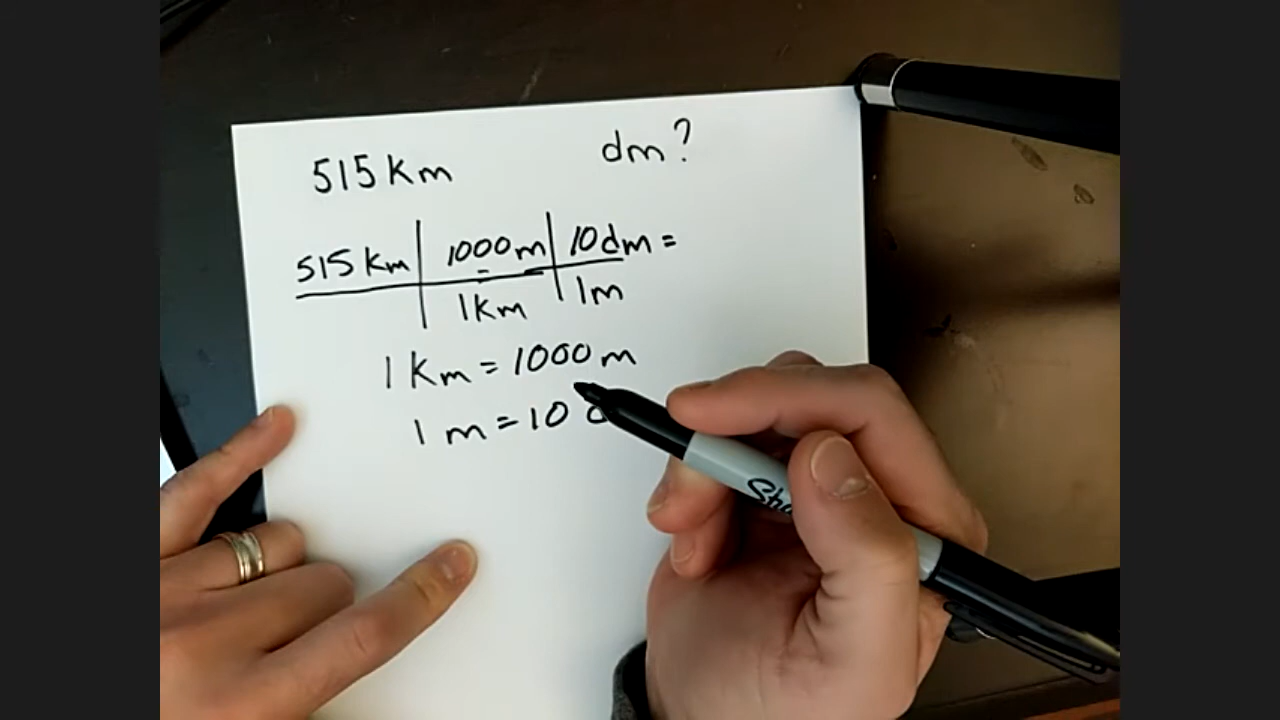 515 Km dm?
515 Km 1000 m 10 dm =
1 Km 1 m
1 Km = 1000 m
1 m = 10